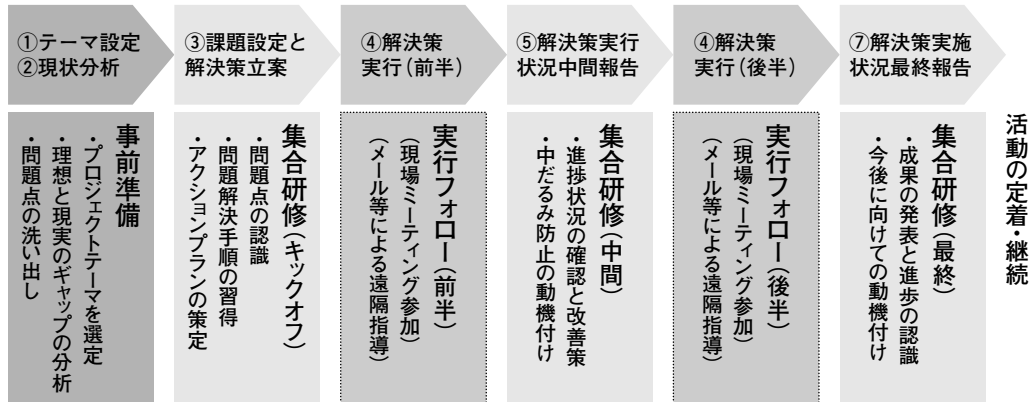 ①テーマ設定
②現状分析
③課題設定と
解決策立案
④解決策
実行（前半）
⑤解決策実行
状況中間報告
④解決策
実行（後半）
⑦解決策実施
状況最終報告
事前準備
・プロジェクトテーマを選定
・理想と現実のギャップの分析
・問題点の洗い出し
集合研修（キックオフ）
・問題点の認識
・問題解決手順の習得
・アクションプランの策定
実行フォロー（前半）
（現場ミーティング参加）
（メール等による遠隔指導）
集合研修（中間）
・進捗状況の確認と改善策
・中だるみ防止の動機付け
実行フォロー（後半）
（現場ミーティング参加）
（メール等による遠隔指導）
集合研修（最終）
・成果の発表と進歩の認識
・今後に向けての動機付け
活動の定着・継続